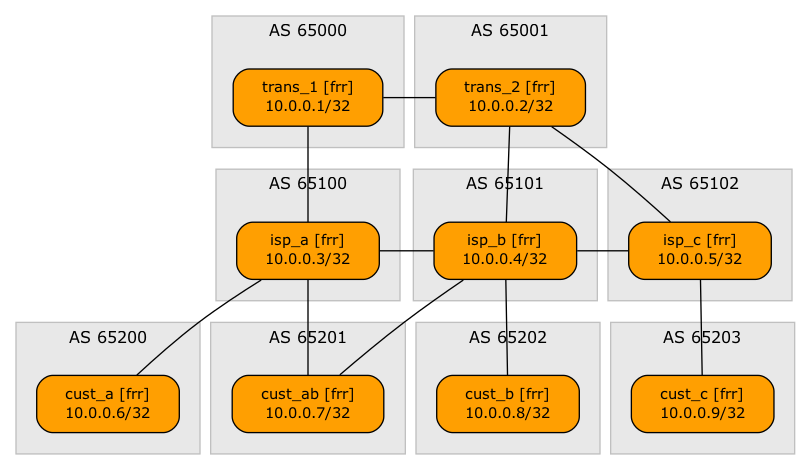 AS 65000
trans_1 [frr]
10.0.0.1/32
AS 65001
trans_2 [frr]
10.0.0.2/32
AS 65100
isp_a [frr]
10.0.0.3/32
AS 65101
isp_b [frr]
10.0.0.4/32
AS 65102
isp_c [frr]
10.0.0.5/32
AS 65200
cust_a [frr]
10.0.0.6/32
AS 65201
cust_ab [frr]
10.0.0.7/32
AS 65202
cust_b [frr]
10.0.0.8/32
AS 65203
cust_c [frr]
10.0.0.9/32